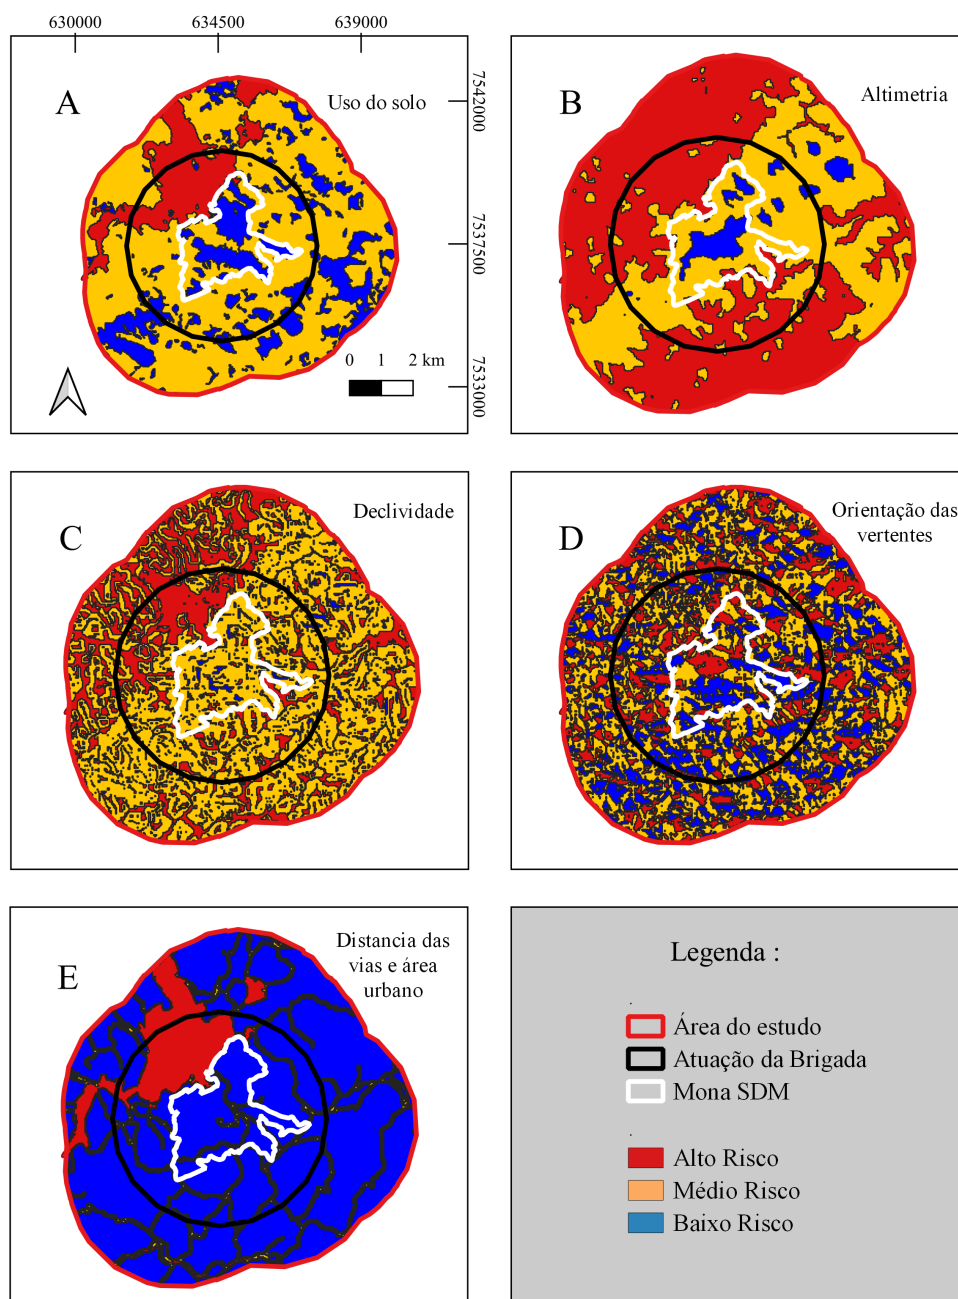 630000 634500 639000
A
Uso do solo
7542000
7537500
7533000
0 1 2 km
B
Altimetria
C
Declividade
D
Orientação das
vertentes
E
Distancia das
vias e área
urbano
Legenda :
.
Área do estudo
Atuação da Brigada
Mona SDM
.
Alto Risco
Médio Risco
Baixo Risco